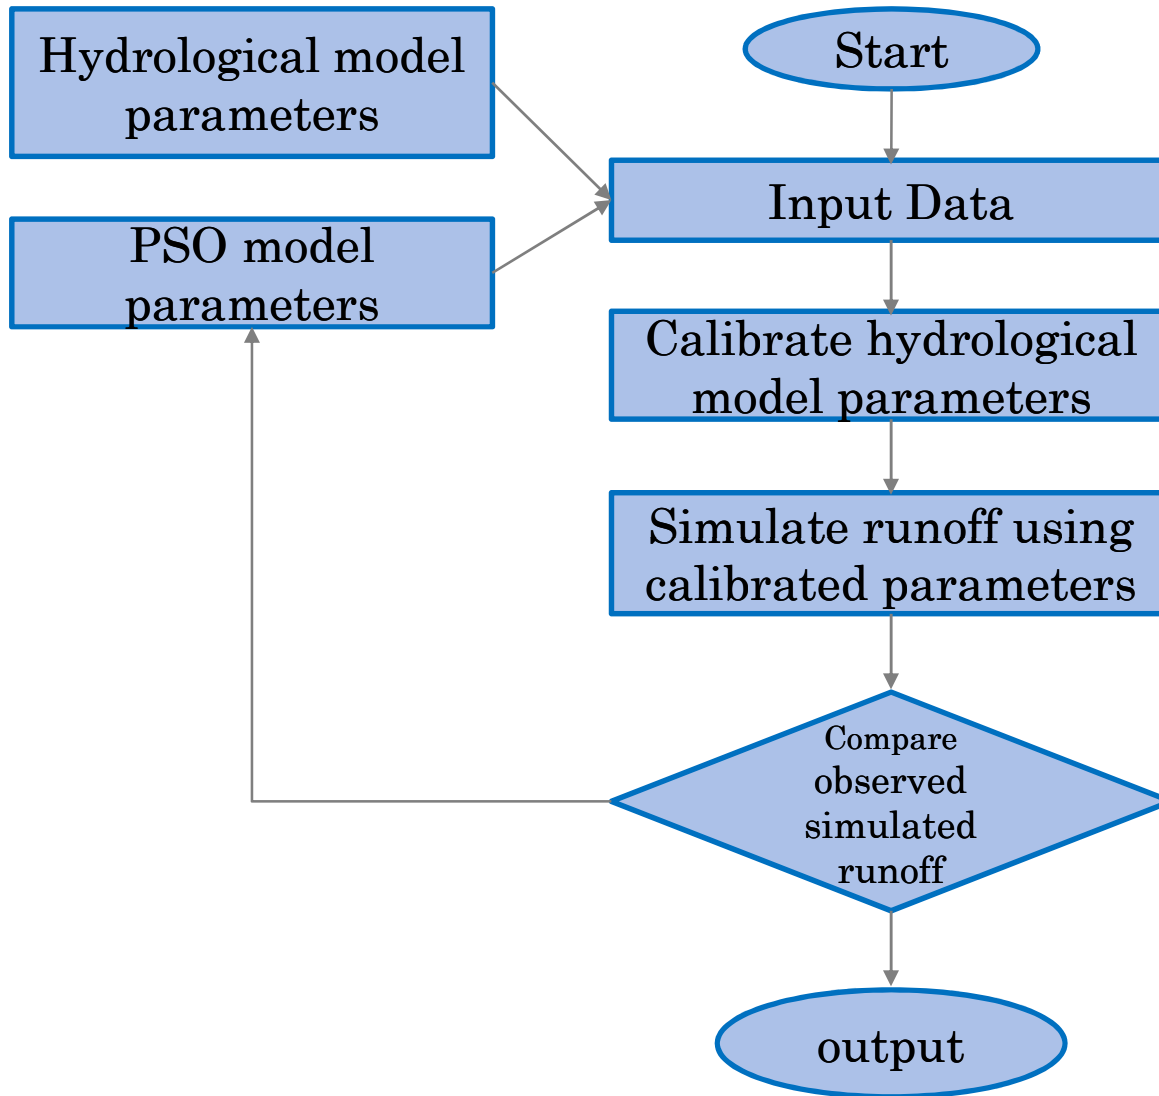 Hydrological model
parameters
Start
Input Data
PSO model
parameters
Calibrate hydrological
model parameters
Simulate runoff using
calibrated parameters
Compare
observed
simulated
runoff
output